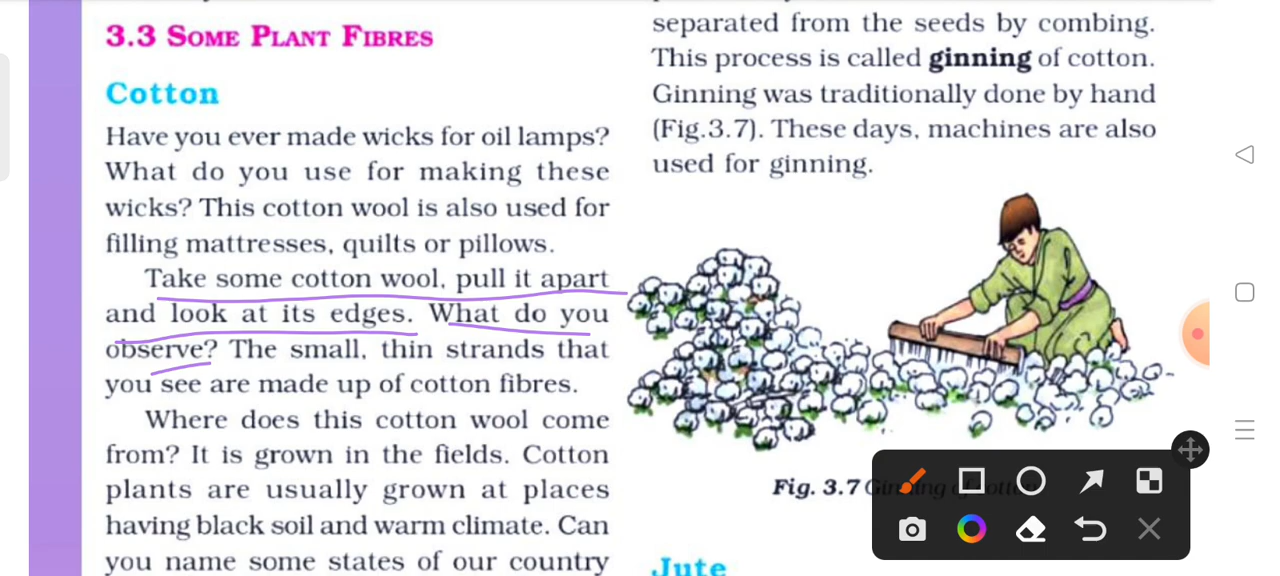 3.3 SOME PLANT FIBRES
Cotton
Have you ever made wicks for oil lamps?
What do you use for making these
wicks? This cotton wool is also used for
filling mattresses, quilts or pillows.
Take some cotton wool, pull it apart
and look at its edges. What do you
observe? The small, thin strands that
you see are made up of cotton fibres.
Where does this cotton wool come
from? It is grown in the fields. Cotton
plants are usually grown at places
having black soil and warm climate. Can
you name some states of our country
separated from the seeds by combing.
This process is called ginning of cotton.
Ginning was traditionally done by hand
(Fig.3.7). These days, machines are also
used for ginning.
Fig. 3.7 Ginning of cotton
Jute